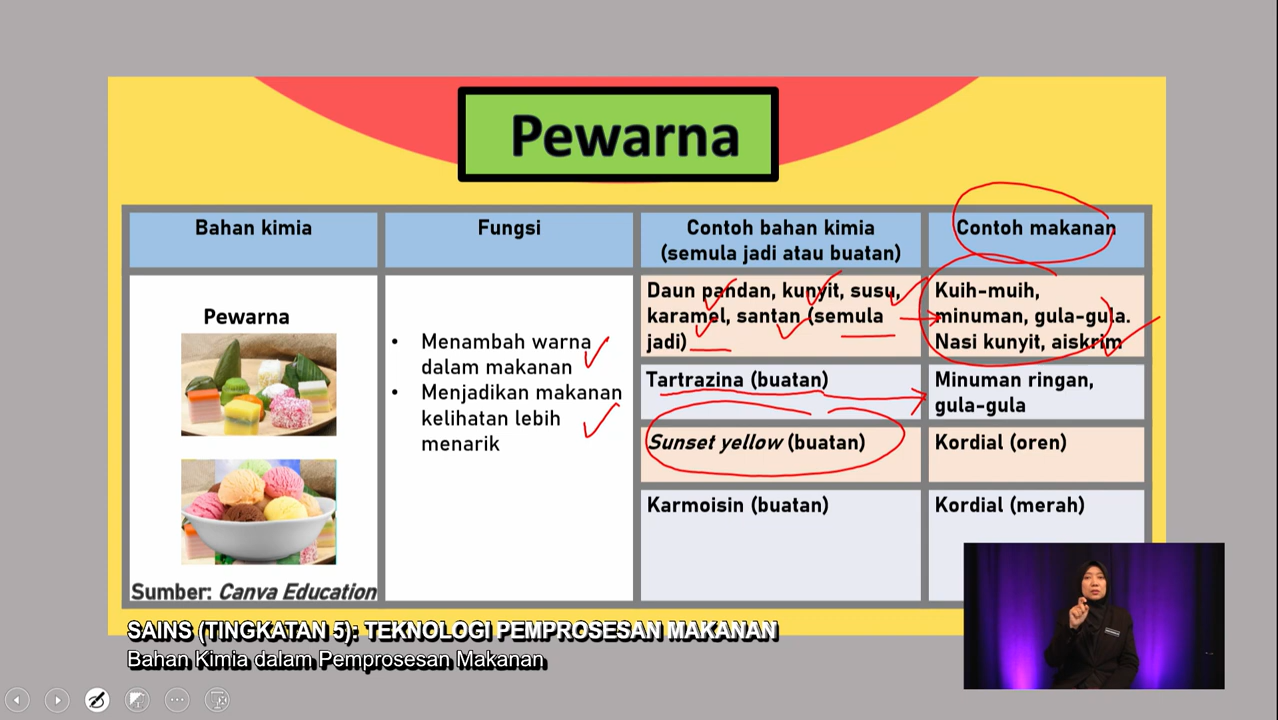 Pewarna
Bahan kimia
Fungsi
Contoh bahan kimia
(semula jadi atau buatan)
Contoh makanan
Pewarna
Sumber: Canva Education
• Menambah warna
dalam makanan
• Menjadikan makanan
kelihatan lebih
menarik
Daun pandan, kunyit, susu,
karamel, santan (semula
jadi)
Kuih-muih,
minuman, gula-gula.
Nasi kunyit, aiskrim
Tartrazina (buatan)
Minuman ringan,
gula-gula
Sunset yellow (buatan)
Kordial (oren)
Karmoisin (buatan)
Kordial (merah)
SAINS (TINGKATAN 5): TEKNOLOGI PEMPROSESAN MAKANAN
Bahan Kimia dalam Pemprosesan Makanan